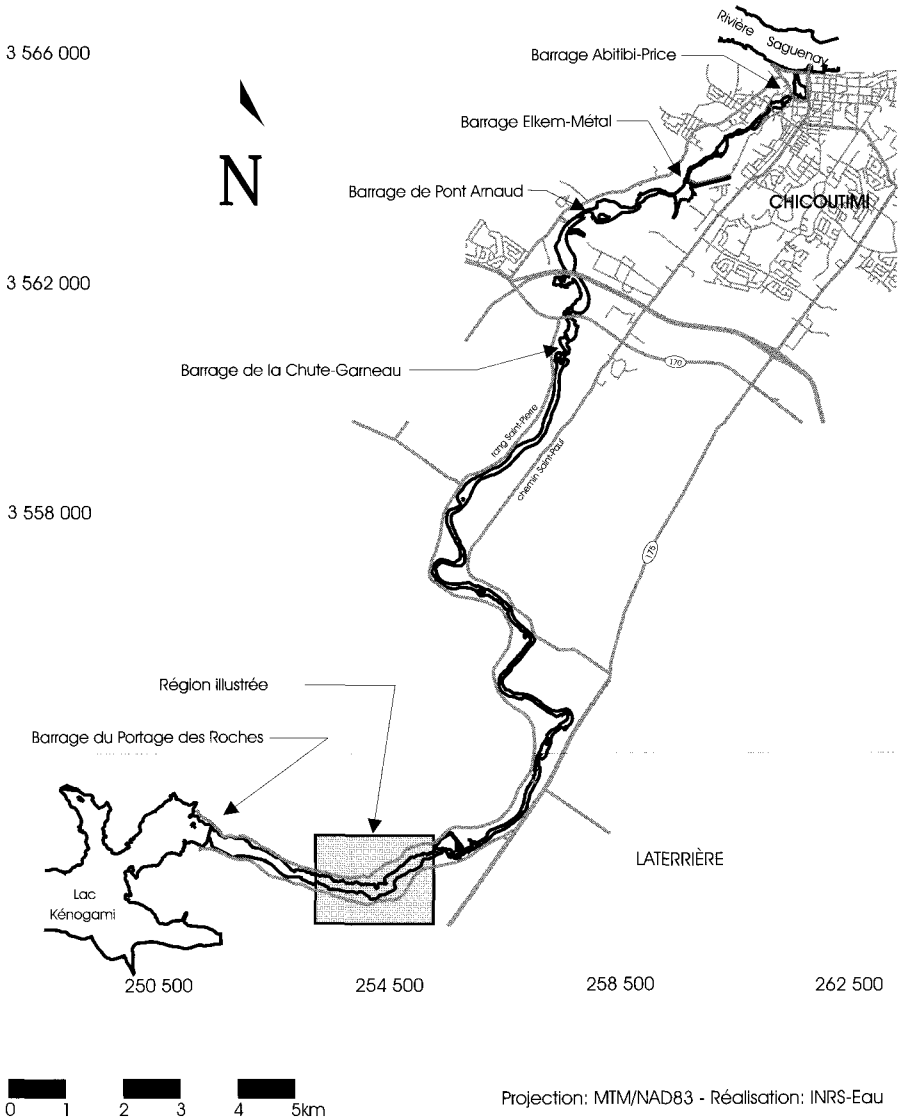 Rivière Saguenay
3 566 000
Barrage Abitibi-Price
Barrage Elkem-Métal
N
Barrage de Pont Arnaud
CHICOUTIMI
3 562 000
Barrage de la Chute-Garneau
170
rang Saint-Pierre
chemin Saint-Paul
3 558 000
175
Région illustrée
Barrage du Portage des Roches
LATERRIÈRE
Lac
Kénogami
250 500 254 500 258 500 262 500
0 1 2 3 4 5km
Projection: MTM/NAD83 - Réalisation: INRS-Eau